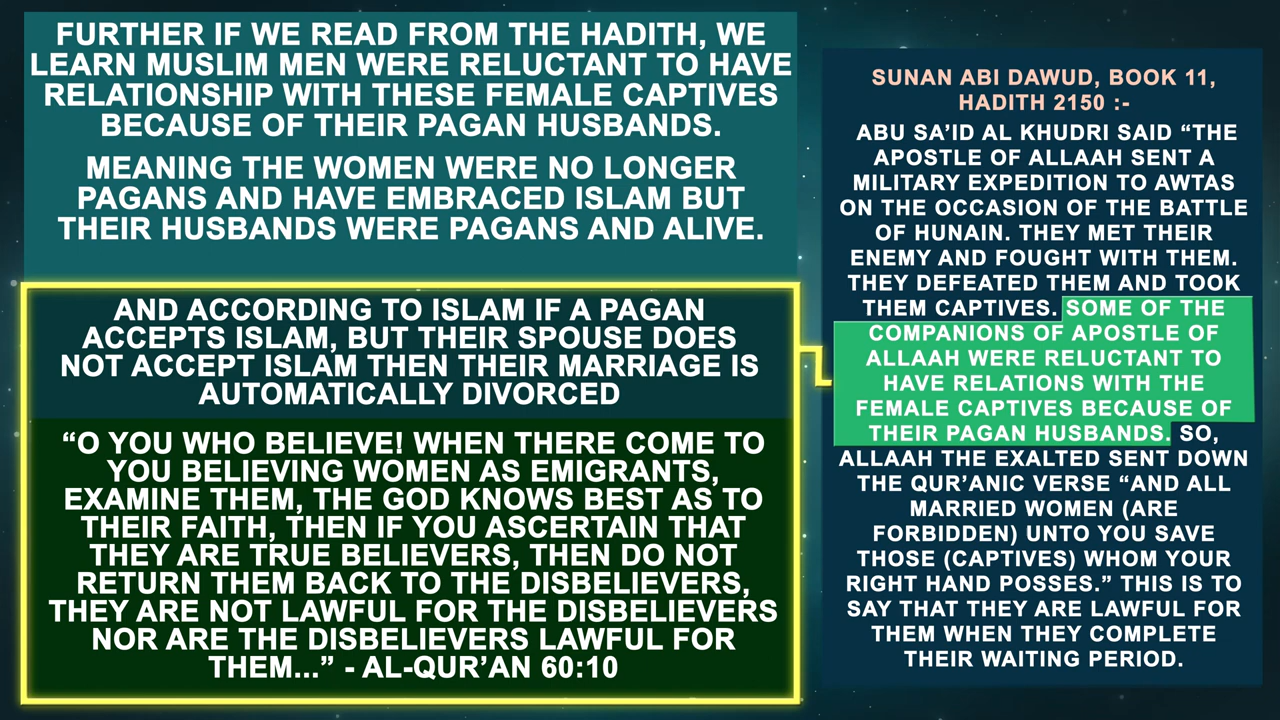 FURTHER IF WE READ FROM THE HADITH, WE
LEARN MUSLIM MEN WERE RELUCTANT TO HAVE
RELATIONSHIP WITH THESE FEMALE CAPTIVES
BECAUSE OF THEIR PAGAN HUSBANDS.
MEANING THE WOMEN WERE NO LONGER
PAGANS AND HAVE EMBRACED ISLAM BUT
THEIR HUSBANDS WERE PAGANS AND ALIVE.
AND ACCORDING TO ISLAM IF A PAGAN
ACCEPTS ISLAM, BUT THEIR SPOUSE DOES
NOT ACCEPT ISLAM THEN THEIR MARRIAGE IS
AUTOMATICALLY DIVORCED
“O YOU WHO BELIEVE! WHEN THERE COME TO
YOU BELIEVING WOMEN AS EMIGRANTS,
EXAMINE THEM, THE GOD KNOWS BEST AS TO
THEIR FAITH, THEN IF YOU ASCERTAIN THAT
THEY ARE TRUE BELIEVERS, THEN DO NOT
RETURN THEM BACK TO THE DISBELIEVERS,
THEY ARE NOT LAWFUL FOR THE DISBELIEVERS
NOR ARE THE DISBELIEVERS LAWFUL FOR
THEM...” - AL-QUR’AN 60:10
SUNAN ABI DAWUD, BOOK 11,
HADITH 2150 :-
ABU SA’ID AL KHUDRI SAID “THE
APOSTLE OF ALLAAH SENT A
MILITARY EXPEDITION TO AWTAS
ON THE OCCASION OF THE BATTLE
OF HUNAIN. THEY MET THEIR
ENEMY AND FOUGHT WITH THEM.
THEY DEFEATED THEM AND TOOK
THEM CAPTIVES. SOME OF THE
COMPANIONS OF APOSTLE OF
ALLAAH WERE RELUCTANT TO
HAVE RELATIONS WITH THE
FEMALE CAPTIVES BECAUSE OF
THEIR PAGAN HUSBANDS. SO,
ALLAAH THE EXALTED SENT DOWN
THE QUR’ANIC VERSE “AND ALL
MARRIED WOMEN (ARE
FORBIDDEN) UNTO YOU SAVE
THOSE (CAPTIVES) WHOM YOUR
RIGHT HAND POSSES.” THIS IS TO
SAY THAT THEY ARE LAWFUL FOR
THEM WHEN THEY COMPLETE
THEIR WAITING PERIOD.